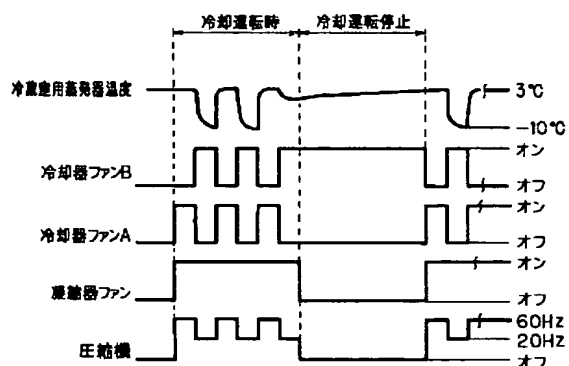 冷却運転時 冷却運転停止
冷蔵室用蒸発器温度
3℃
-10℃
冷却器ファンB
オン
オフ
冷却器ファンA
オン
オフ
凝縮器ファン
オン
オフ
圧縮機
60Hz
20Hz
オフ